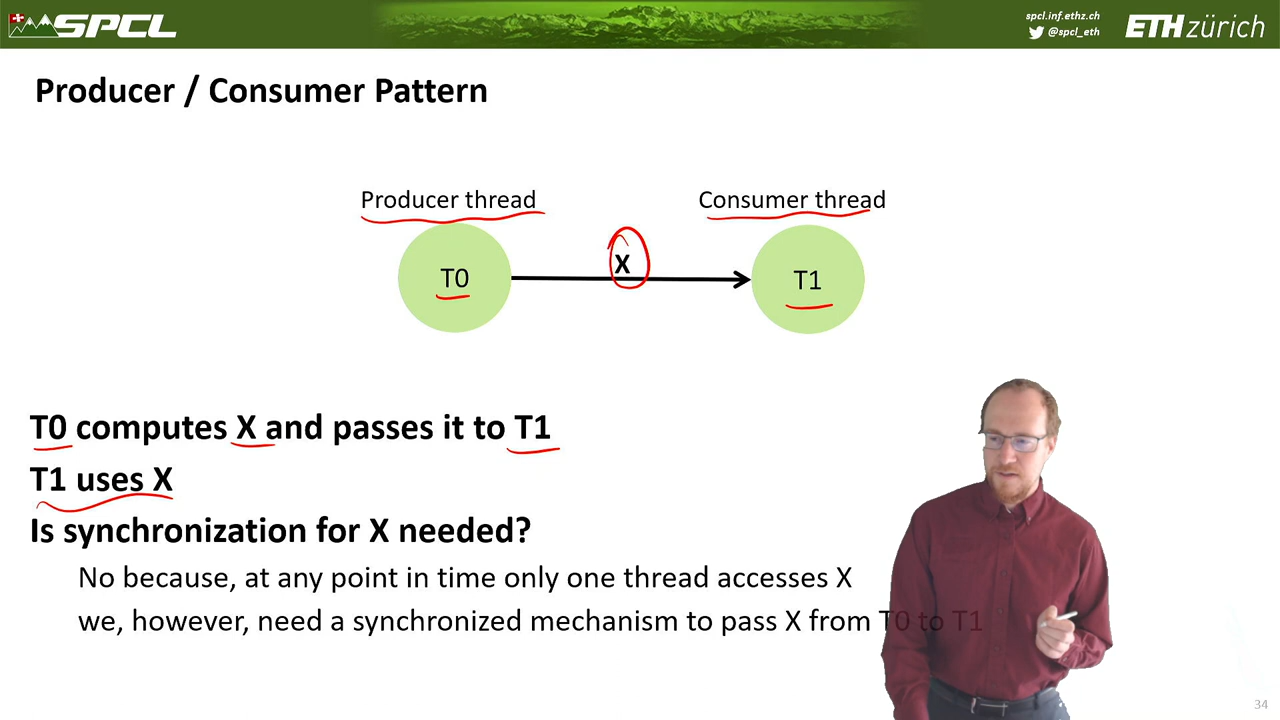 SPCL
spcl.inf.ethz.ch
@spcl_eth
ETH zürich
Producer / Consumer Pattern
Producer thread
Consumer thread
T0
X
T1
T0 computes X and passes it to T1
T1 uses X
Is synchronization for X needed?
No because, at any point in time only one thread accesses X
we, however, need a synchronized mechanism to pass X from T0 to T1
34